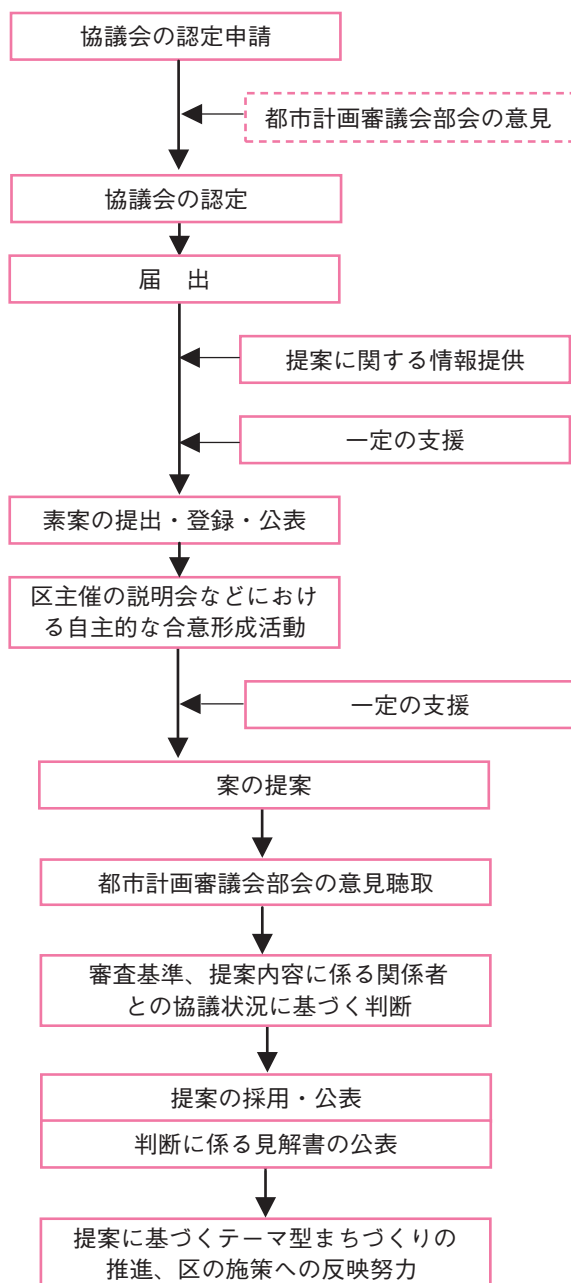 協議会の認定申請
都市計画審議会部会の意見
協議会の認定
届　出
提案に関する情報提供
一定の支援
素案の提出・登録・公表
区主催の説明会などにおけ
る自主的な合意形成活動
一定の支援
案の提案
都市計画審議会部会の意見聴取
審査基準、提案内容に係る関係者
との協議状況に基づく判断
提案の採用・公表
判断に係る見解書の公表
提案に基づくテーマ型まちづくりの
推進、区の施策への反映努力